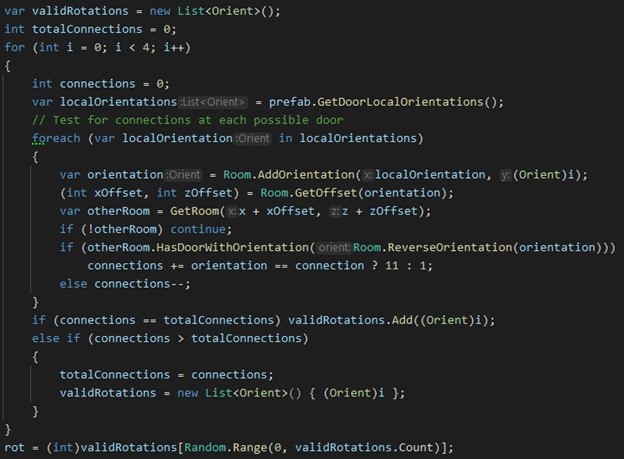 var validRotations = new List<Orient>();
int totalConnections = 0;
for (int i = 0; i < 4; i++)
{
    int connections = 0;
    var localOrientations :List<Orient> = prefab.GetDoorLocalOrientations();
    // Test for connections at each possible door
    foreach (var localOrientation :Orient in localOrientations)
    {
        var orientation :Orient = Room.AddOrientation( x: localOrientation, y: (Orient)i);
        (int xOffset, int zOffset) = Room.GetOffset(orientation);
        var otherRoom = GetRoom( x: x + xOffset, z: z + zOffset);
        if (!otherRoom) continue;
        if (otherRoom.HasDoorWithOrientation( orient: Room.ReverseOrientation(orientation)))
            connections += orientation == connection ? 11 : 1;
        else connections--;
    }
    if (connections == totalConnections) validRotations.Add((Orient)i);
    else if (connections > totalConnections)
    {
        totalConnections = connections;
        validRotations = new List<Orient>() { (Orient)i };
    }
}
rot = (int)validRotations[Random.Range(0, validRotations.Count)];